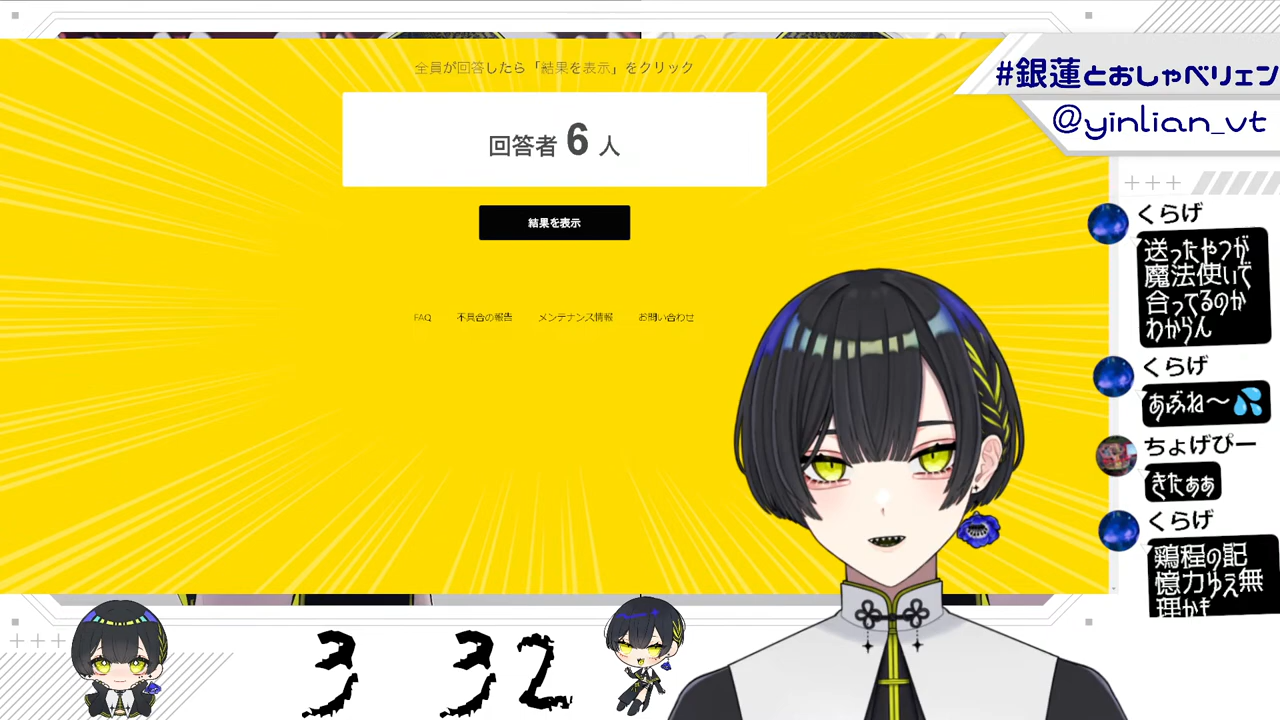 全員が回答したら「結果を表示」をクリック
回答者 6 人
結果を表示
FAQ 不具合の報告 メンテナンス情報 お問い合わせ
#銀蓮とおしゃべりェン
@yinlian_vt
くらげ
送ったやつが
魔法使いで
合ってるのか
わからん
くらげ
あぶね〜💦
ちょげぴー
きたぁぁ
くらげ
鶏程の記
憶力ゆえ無
理かも
3 32